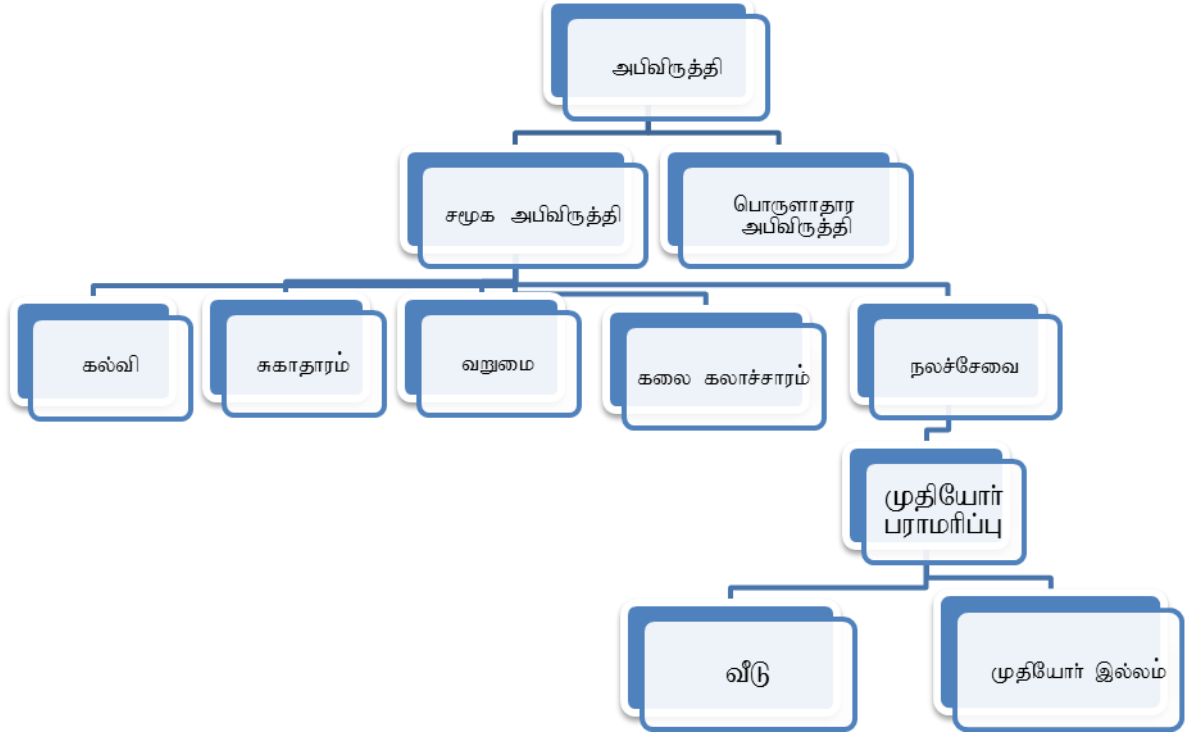 அபிவிருத்தி
சமூக அபிவிருத்தி
பொருளாதார
அபிவிருத்தி
கல்வி
சுகாதாரம்
வறுமை
கலை கலாச்சாரம்
நலச்சேவை
முதியோர்
பராமரிப்பு
வீடு
முதியோர் இல்லம்